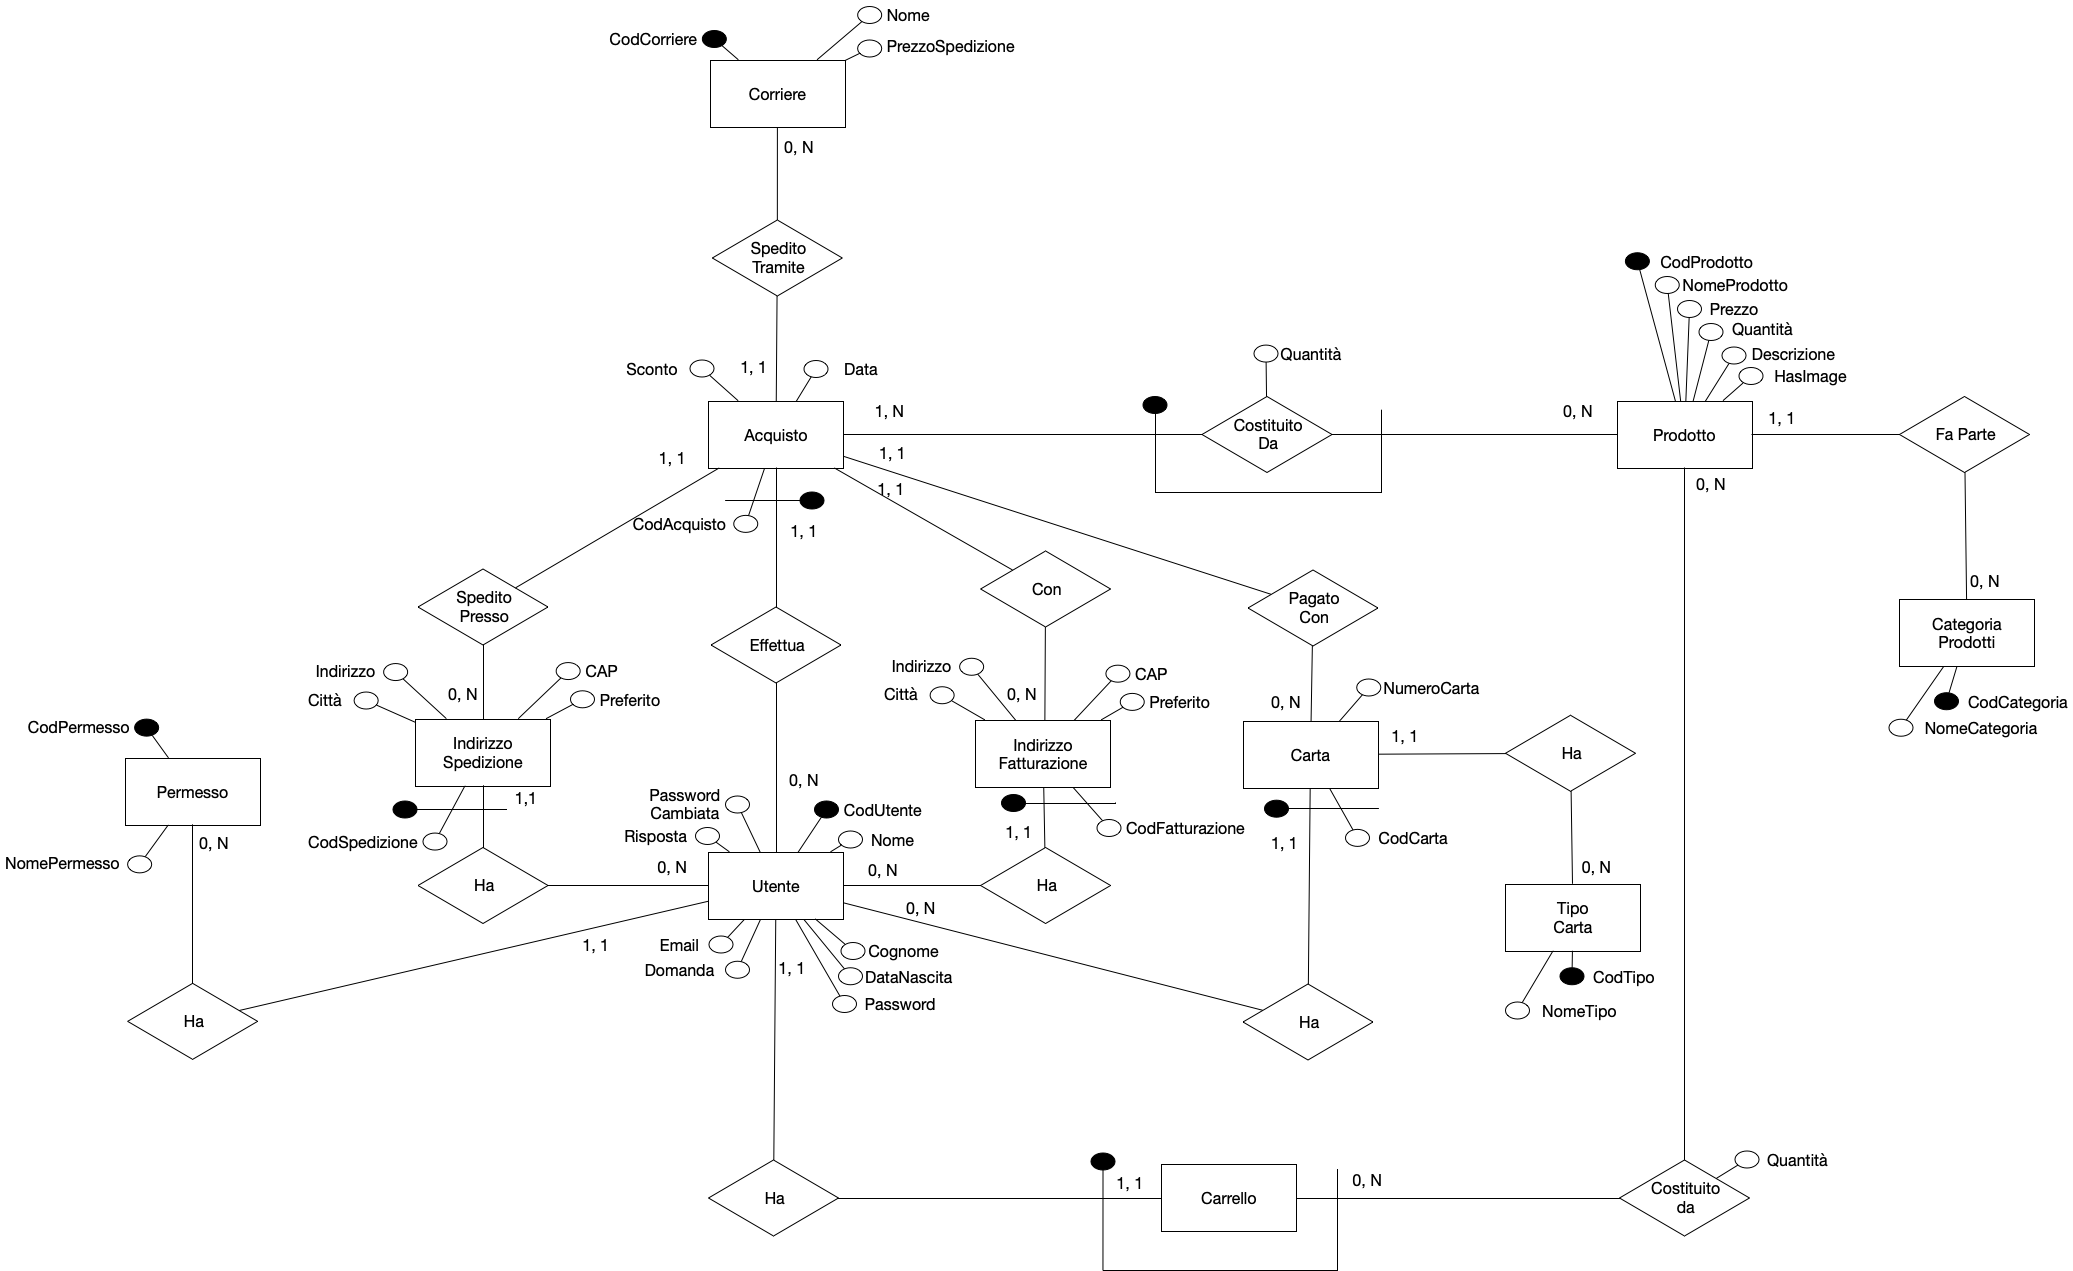 Nome
CodCorriere
PrezzoSpedizione
Corriere
0, N
Spedito
Tramite
CodProdotto
NomeProdotto
Prezzo
Quantità
Descrizione
HasImage
Quantità
Sconto
1, 1
Data
1, N
0, N
1, 1
Acquisto
Costituito
Da
Prodotto
Fa Parte
1, 1
1, 1
1, 1
0, N
CodAcquisto
1, 1
Spedito
Presso
Effettua
Con
Pagato
Con
0, N
Categoria
Prodotti
Indirizzo
CAP
Città
0, N
Preferito
Indirizzo
CAP
Città
0, N
Preferito
NumeroCarta
0, N
CodCategoria
NomeCategoria
CodPermesso
Indirizzo
Spedizione
Indirizzo
Fatturazione
Carta
1, 1
Ha
Permesso
1,1
0, N
Password
Cambiata
CodUtente
Risposta
Nome
1, 1
CodFatturazione
1, 1
CodCarta
NomePermesso
0, N
CodSpedizione
0, N
0, N
0, N
Ha
Utente
Ha
0, N
Tipo
Carta
1, 1
Email
Domanda
1, 1
Cognome
DataNascita
Password
CodTipo
NomeTipo
Ha
Ha
Quantità
1, 1
0, N
Ha
Carrello
Costituito
da